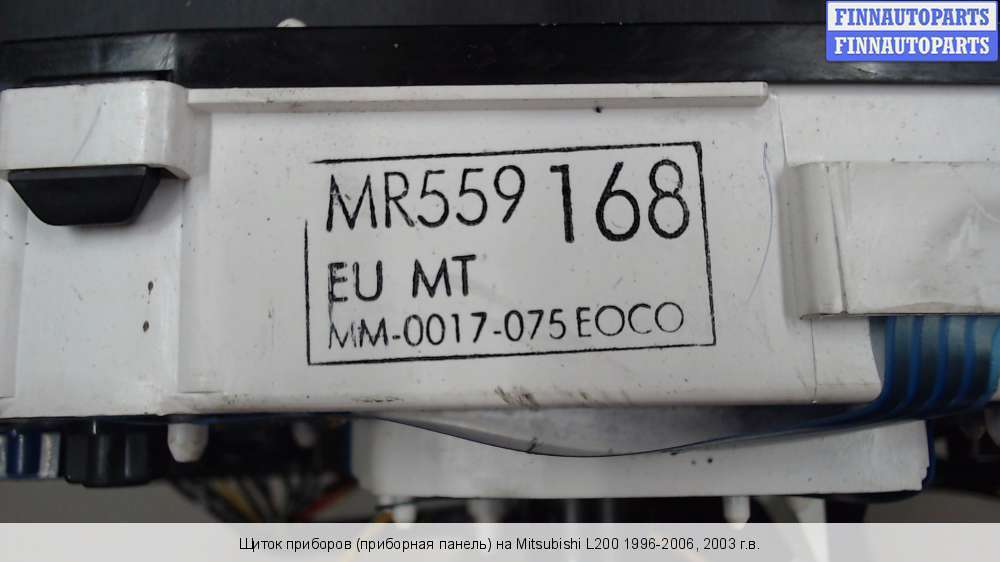 FINNAUTOPARTS
FINNAUTOPARTS
MR559 168
EU MT
MM-0017-075 EOCO
Щиток приборов (приборная панель) на Mitsubishi L200 1996-2006, 2003 г.в.